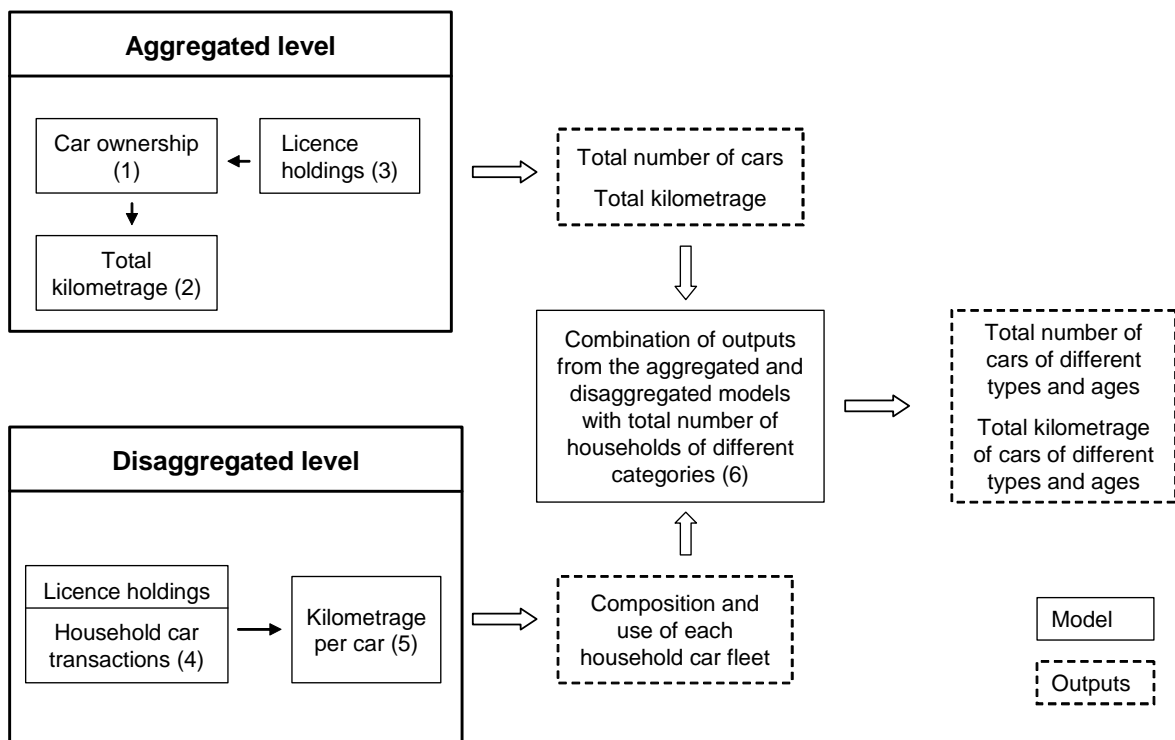 Aggregated level
Car ownership
(1)
Licence
holdings (3)
Total
kilometrage (2)
Total number of cars
Total kilometrage
Combination of outputs
from the aggregated and
disaggregated models
with total number of
households of different
categories (6)
Total number of
cars of different
types and ages
Total kilometrage
of cars of different
types and ages
Disaggregated level
Licence holdings
Household car
transactions (4)
Kilometrage
per car (5)
Composition and
use of each
household car fleet
Model
Outputs